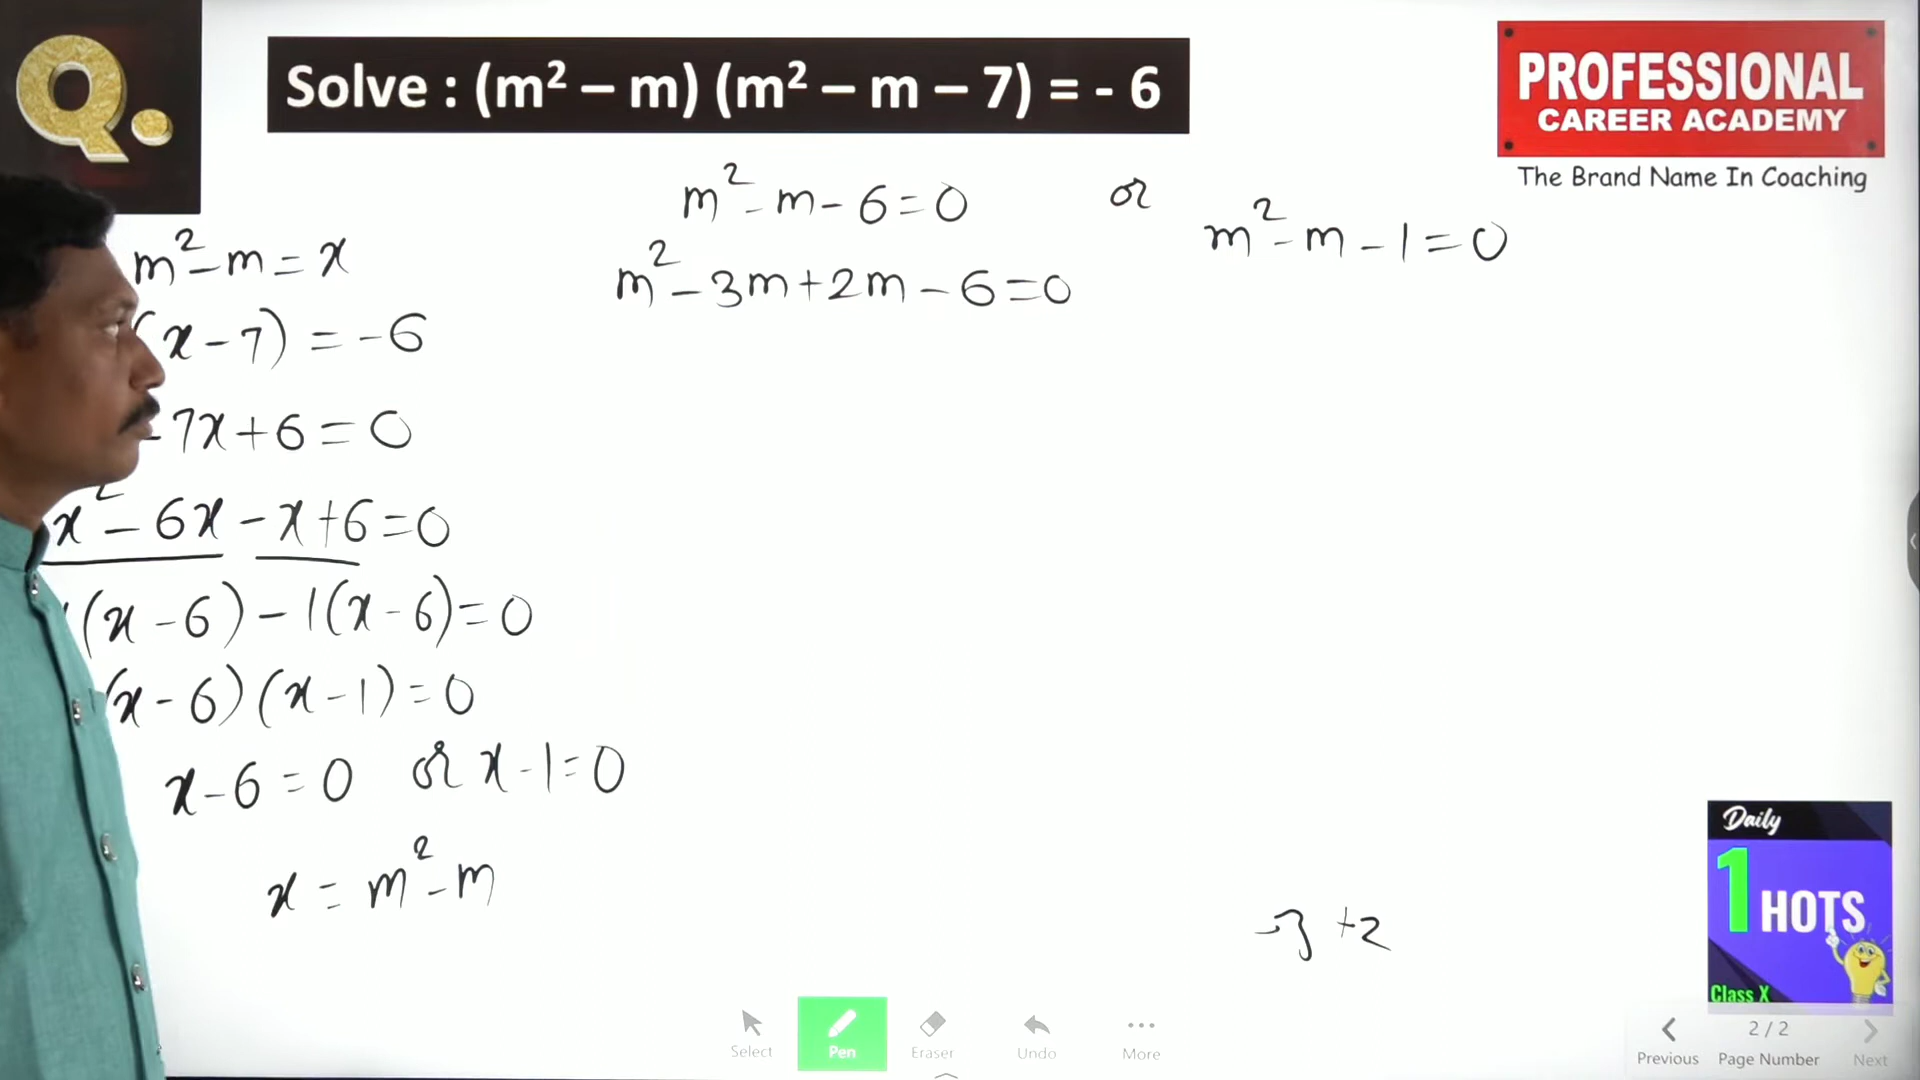 Q.
Solve : (m² – m) (m² – m – 7) = - 6
PROFESSIONAL
CAREER ACADEMY
The Brand Name In Coaching
m² - m = x
(x - 7) = -6
- 7x + 6 = 0
x² - 6x - x + 6 = 0
(x - 6) - 1(x - 6) = 0
(x - 6)(x - 1) = 0
x - 6 = 0 or x - 1 = 0
x = m² - m
m² - m - 6 = 0 or m² - m - 1 = 0
m² - 3m + 2m - 6 = 0
-3 +2
Daily
1 HOTS
Class X
Select Pen Eraser Undo More
2 / 2
Previous Page Number Next